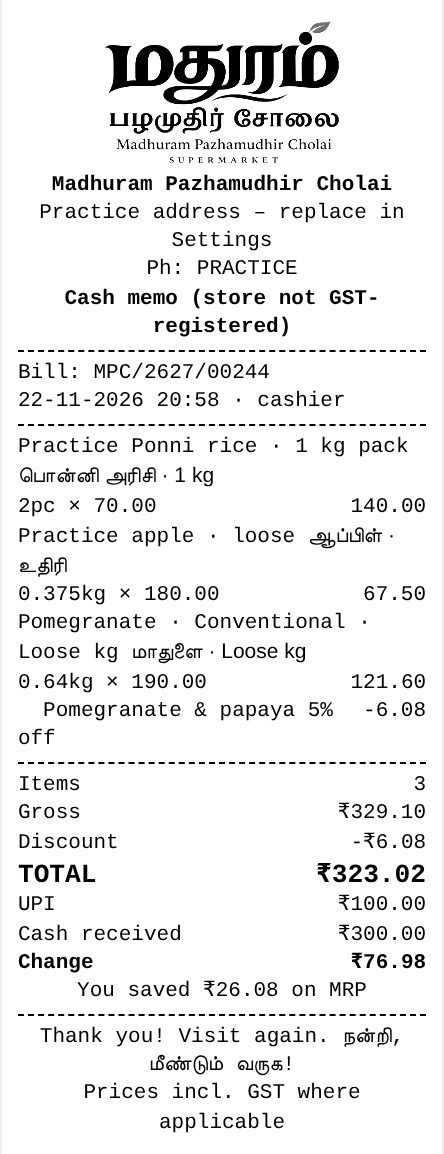 மதுரம்
பழமுதிர் சோலை
Madhuram Pazhamudhir Cholai
SUPERMARKET
Madhuram Pazhamudhir Cholai
Practice address – replace in
Settings
Ph: PRACTICE
Cash memo (store not GST-
registered)
Bill: MPC/2627/00244
22-11-2026 20:58 · cashier
Practice Ponni rice · 1 kg pack
பொன்னி அரிசி · 1 kg
2pc × 70.00 140.00
Practice apple · loose ஆப்பிள் ·
உதிரி
0.375kg × 180.00 67.50
Pomegranate · Conventional ·
Loose kg மாதுளை · Loose kg
0.64kg × 190.00 121.60
Pomegranate & papaya 5% -6.08
off
Items 3
Gross ₹329.10
Discount -₹6.08
TOTAL ₹323.02
UPI ₹100.00
Cash received ₹300.00
Change ₹76.98
You saved ₹26.08 on MRP
Thank you! Visit again. நன்றி,
மீண்டும் வருக!
Prices incl. GST where
applicable